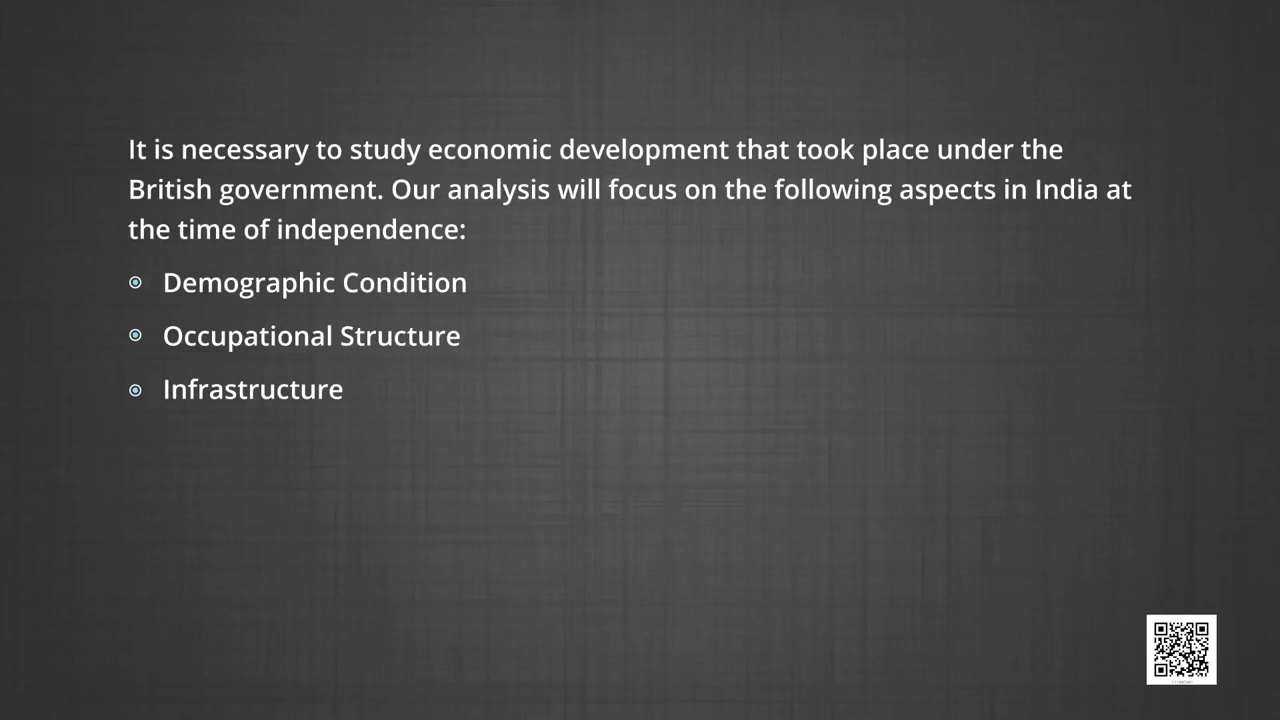 It is necessary to study economic development that took place under the
British government. Our analysis will focus on the following aspects in India at
the time of independence:
Demographic Condition
Occupational Structure
Infrastructure